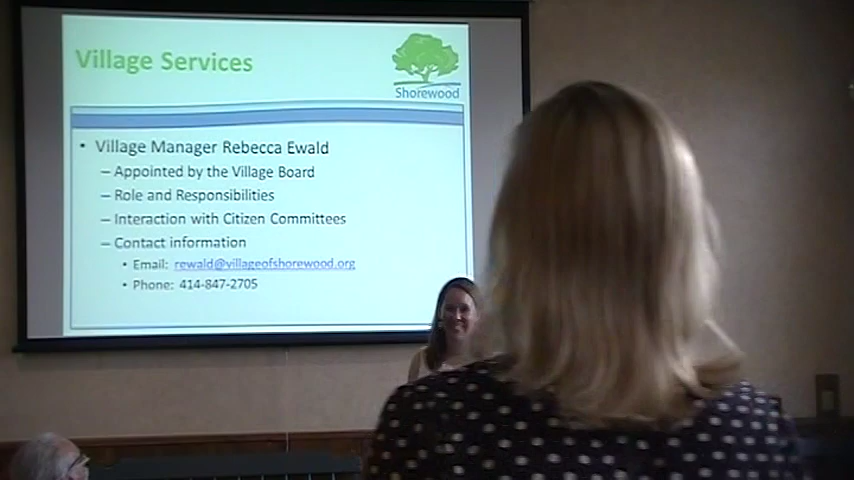 Village Services
Shorewood
• Village Manager Rebecca Ewald
– Appointed by the Village Board
– Role and Responsibilities
– Interaction with Citizen Committees
– Contact information
• Email: rewald@villageofshorewood.org
• Phone: 414-847-2705